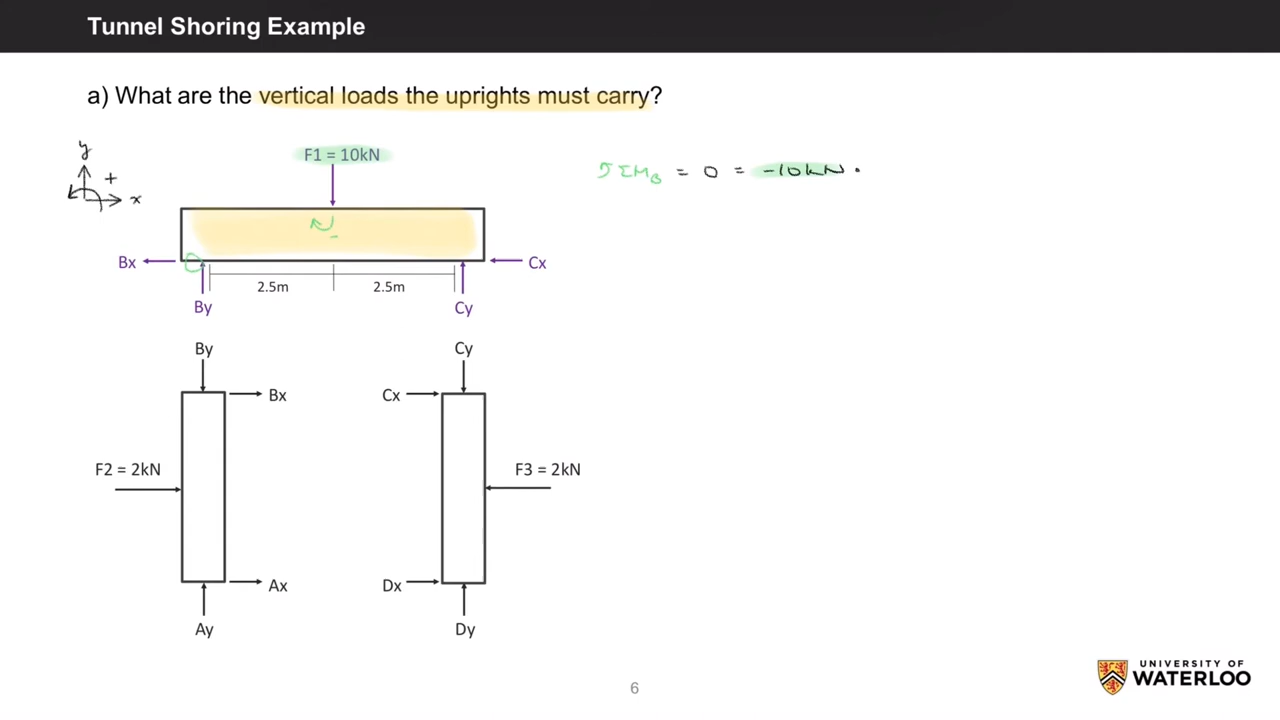 Tunnel Shoring Example
a) What are the vertical loads the uprights must carry?
y
+
x
F1 = 10kN
ΣM_B = 0 = -10kN ·
Bx
Cx
2.5m 2.5m
By
Cy
By
Cy
Bx
Cx
F2 = 2kN
F3 = 2kN
Ax
Dx
Ay
Dy
UNIVERSITY OF
WATERLOO
6